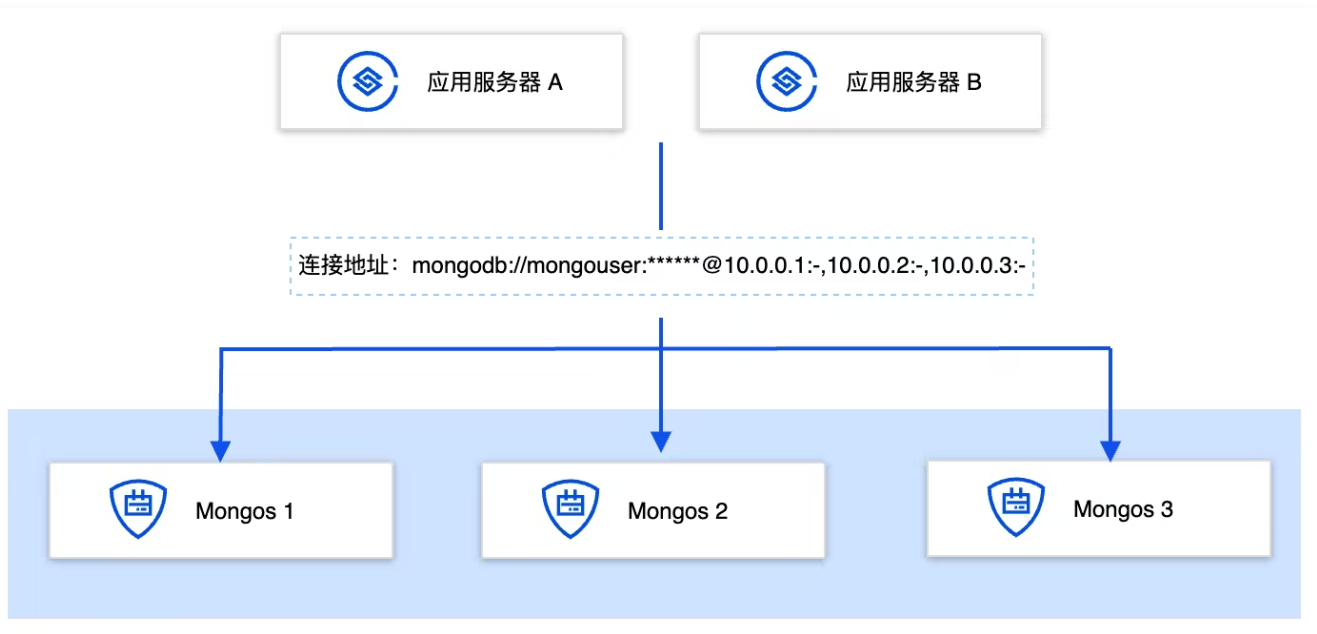 应用服务器 A
应用服务器 B
连接地址：mongodb://mongouser:******@10.0.0.1:-,10.0.0.2:-,10.0.0.3:-
Mongos 1
Mongos 2
Mongos 3